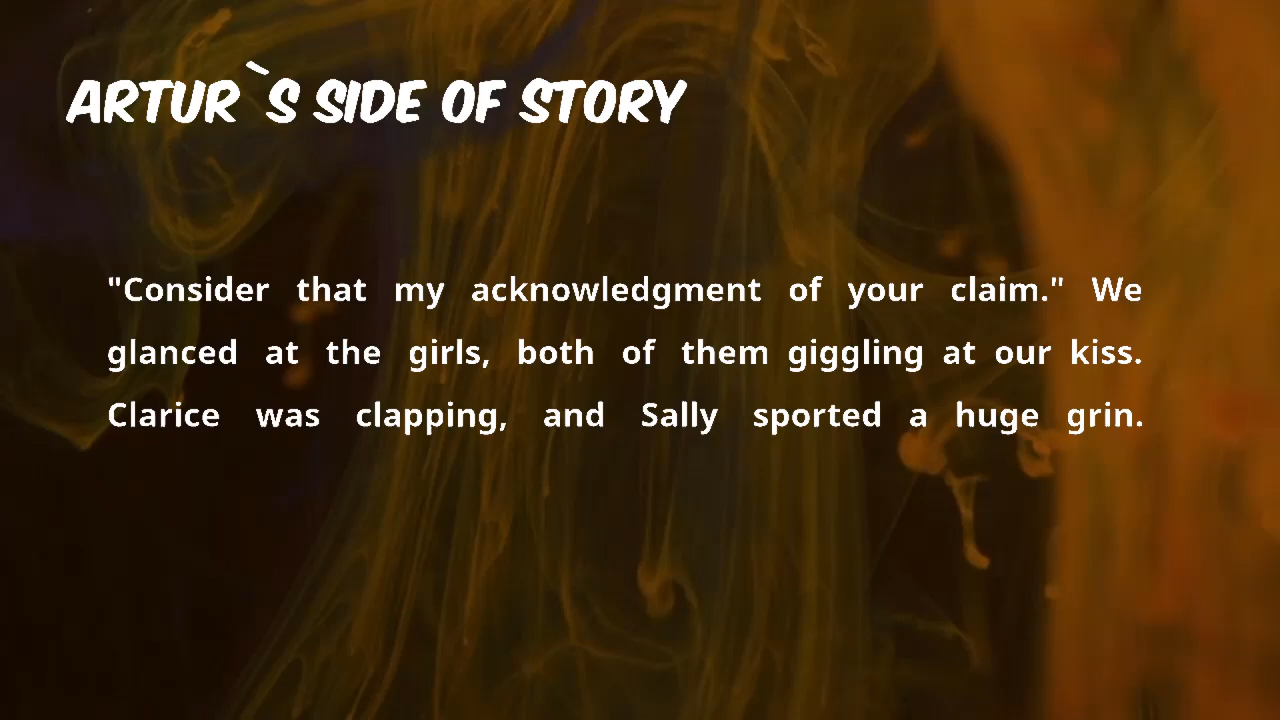 ARTUR`S SIDE OF STORY
"Consider that my acknowledgment of your claim." We
glanced at the girls, both of them giggling at our kiss.
Clarice was clapping, and Sally sported a huge grin.